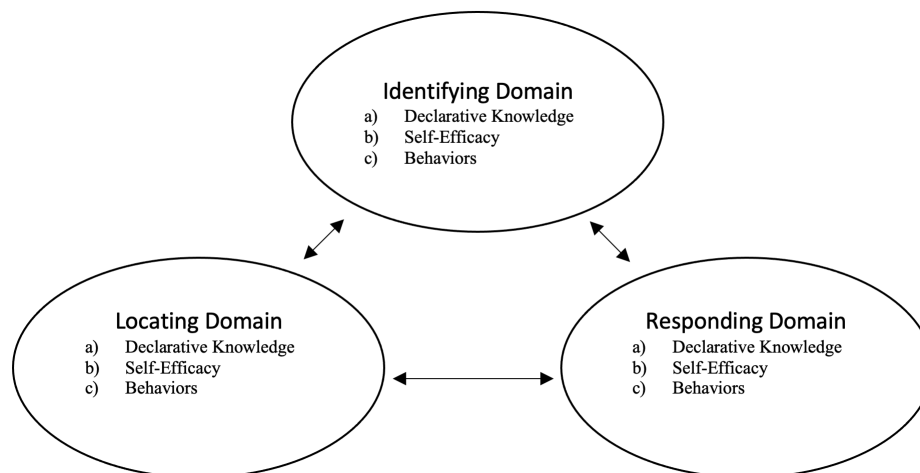 Identifying Domain
a) Declarative Knowledge
b) Self-Efficacy
c) Behaviors
Locating Domain
a) Declarative Knowledge
b) Self-Efficacy
c) Behaviors
Responding Domain
a) Declarative Knowledge
b) Self-Efficacy
c) Behaviors